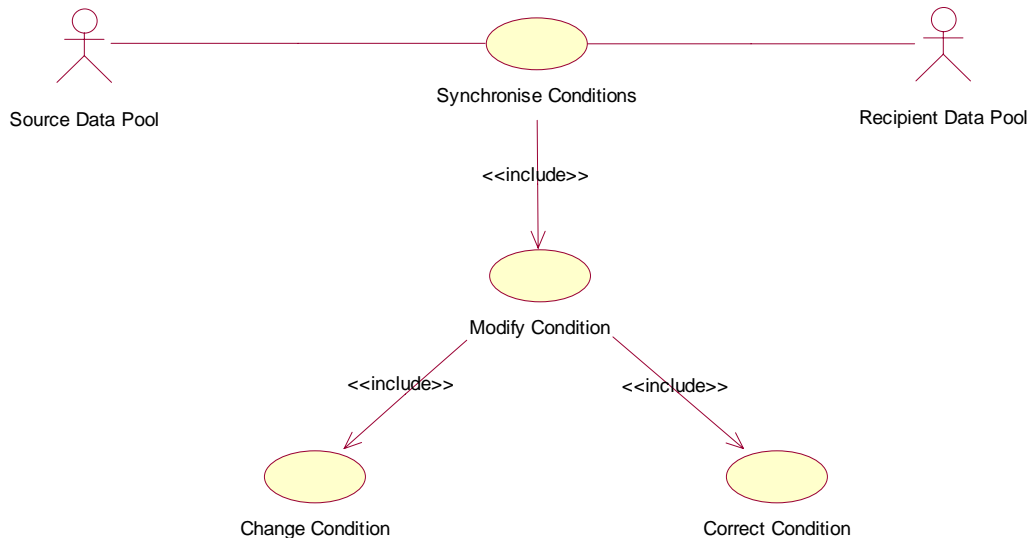 Synchronise Conditions
Source Data Pool
Recipient Data Pool
<<include>>
Modify Condition
<<include>>
<<include>>
Change Condition
Correct Condition